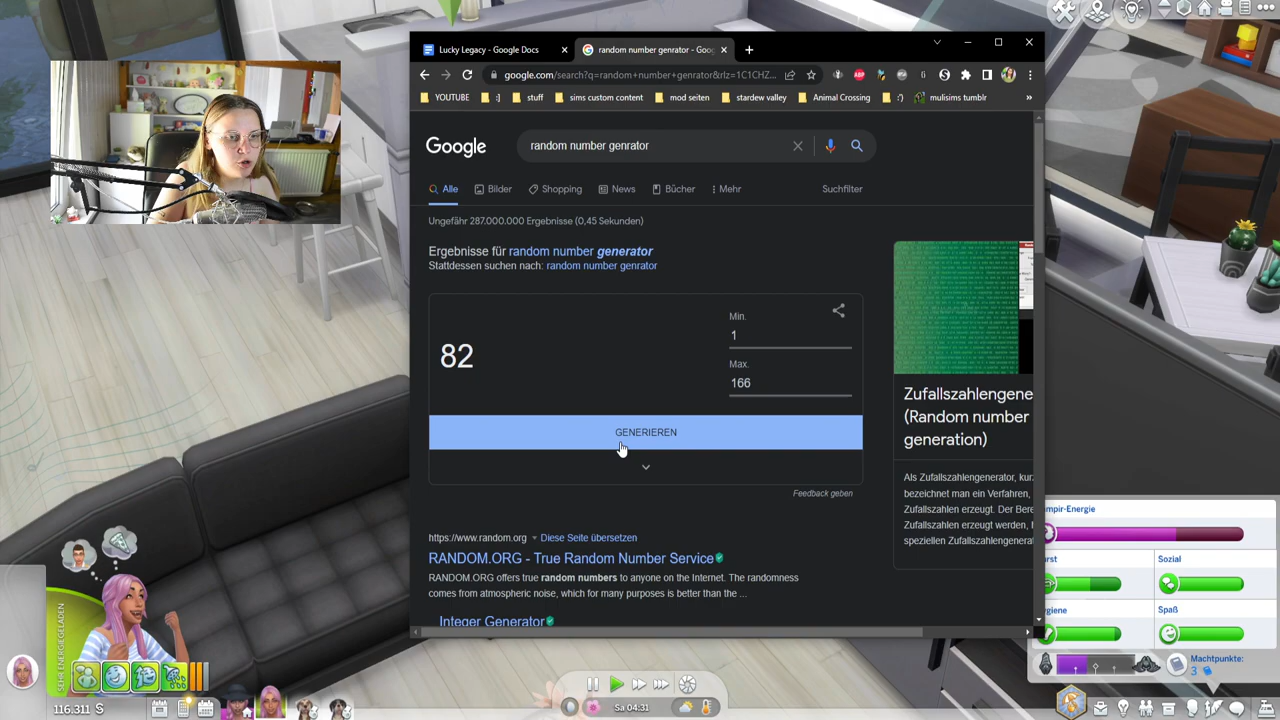 Lucky Legacy - Google Docs
random number genrator - Goo
google.com/search?q=random+number+genrator&rlz=1C1CHZ...
ABP
YOUTUBE
:]
stuff
sims custom content
mod seiten
stardew valley
Animal Crossing
:')
mulisims tumblr
»
Google
random number genrator
Alle
Bilder
Shopping
News
Bücher
Mehr
Suchfilter
Ungefähr 287.000.000 Ergebnisse (0,45 Sekunden)
Ergebnisse für random number generator
Stattdessen suchen nach: random number genrator
Min.
1
82
Max.
166
GENERIEREN
Feedback geben
https://www.random.org
Diese Seite übersetzen
RANDOM.ORG - True Random Number Service
RANDOM.ORG offers true random numbers to anyone on the Internet. The randomness
comes from atmospheric noise, which for many purposes is better than the ...
Integer Generator
Zufallszahlengene
(Random number
generation)
Als Zufallszahlengenerator, kurz
bezeichnet man ein Verfahren,
Zufallszahlen erzeugt. Der Bere
Zufallszahlen erzeugt werden,
speziellen Zufallszahlengenerat
mpir-Energie
rst
Sozial
giene
Spaß
Machtpunkte:
3
SEHR ENERGIEGELADEN
116.311 $
Sa 04:31